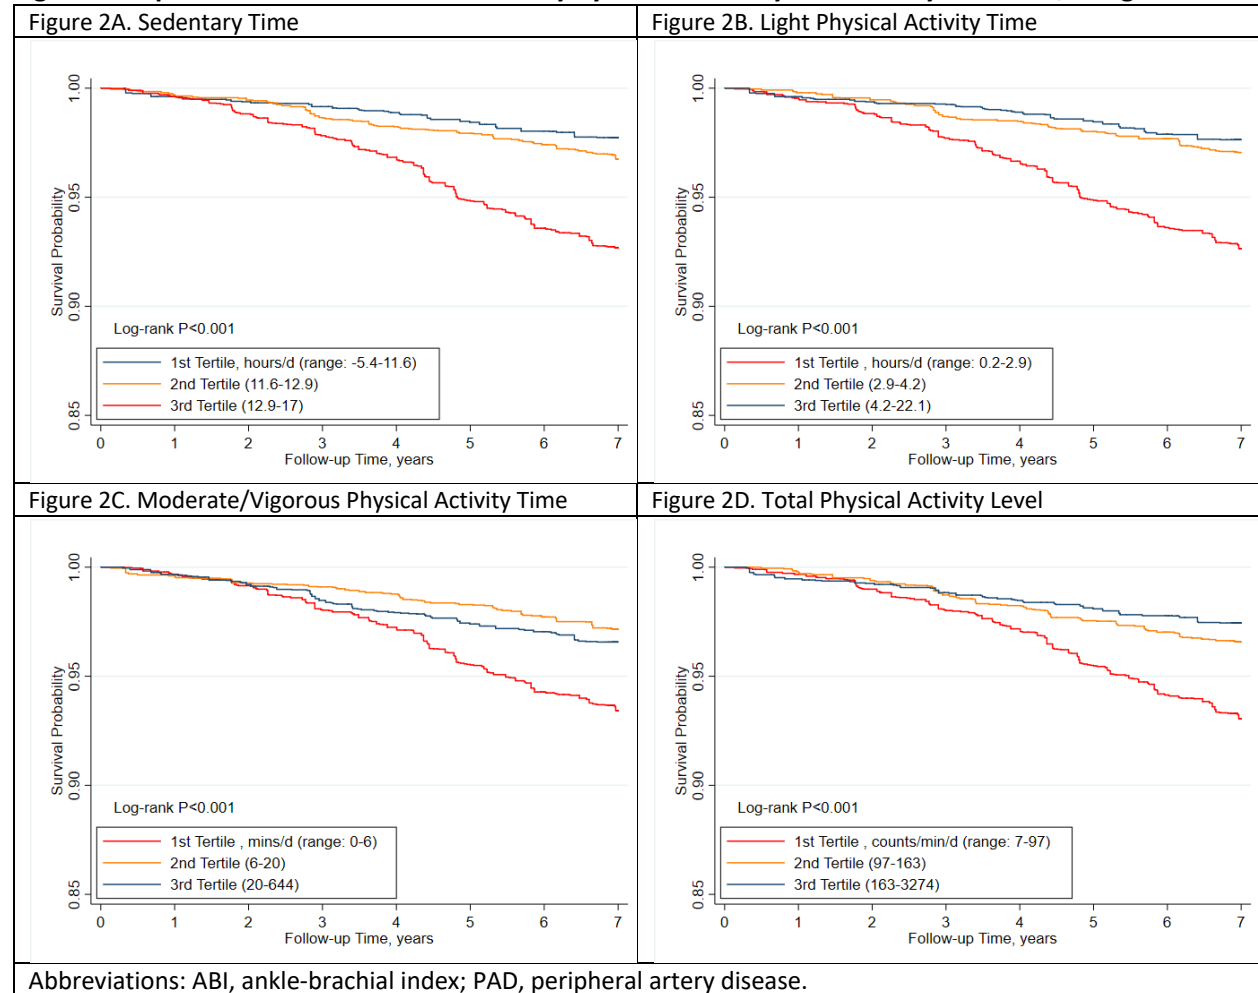 Figure 2A. Sedentary Time
Figure 2B. Light Physical Activity Time
Survival Probability
1.00
0.95
0.90
0.85
Log-rank P<0.001
1st Tertile, hours/d (range: -5.4-11.6)
2nd Tertile (11.6-12.9)
3rd Tertile (12.9-17)
0 1 2 3 4 5 6 7
Follow-up Time, years
Survival Probability
1.00
0.95
0.90
0.85
Log-rank P<0.001
1st Tertile , hours/d (range: 0.2-2.9)
2nd Tertile (2.9-4.2)
3rd Tertile (4.2-22.1)
0 1 2 3 4 5 6 7
Follow-up Time, years
Figure 2C. Moderate/Vigorous Physical Activity Time
Figure 2D. Total Physical Activity Level
Survival Probability
1.00
0.95
0.90
0.85
Log-rank P<0.001
1st Tertile , mins/d (range: 0-6)
2nd Tertile (6-20)
3rd Tertile (20-644)
0 1 2 3 4 5 6 7
Follow-up Time, years
Survival Probability
1.00
0.95
0.90
0.85
Log-rank P<0.001
1st Tertile , counts/min/d (range: 7-97)
2nd Tertile (97-163)
3rd Tertile (163-3274)
0 1 2 3 4 5 6 7
Follow-up Time, years
Abbreviations: ABI, ankle-brachial index; PAD, peripheral artery disease.